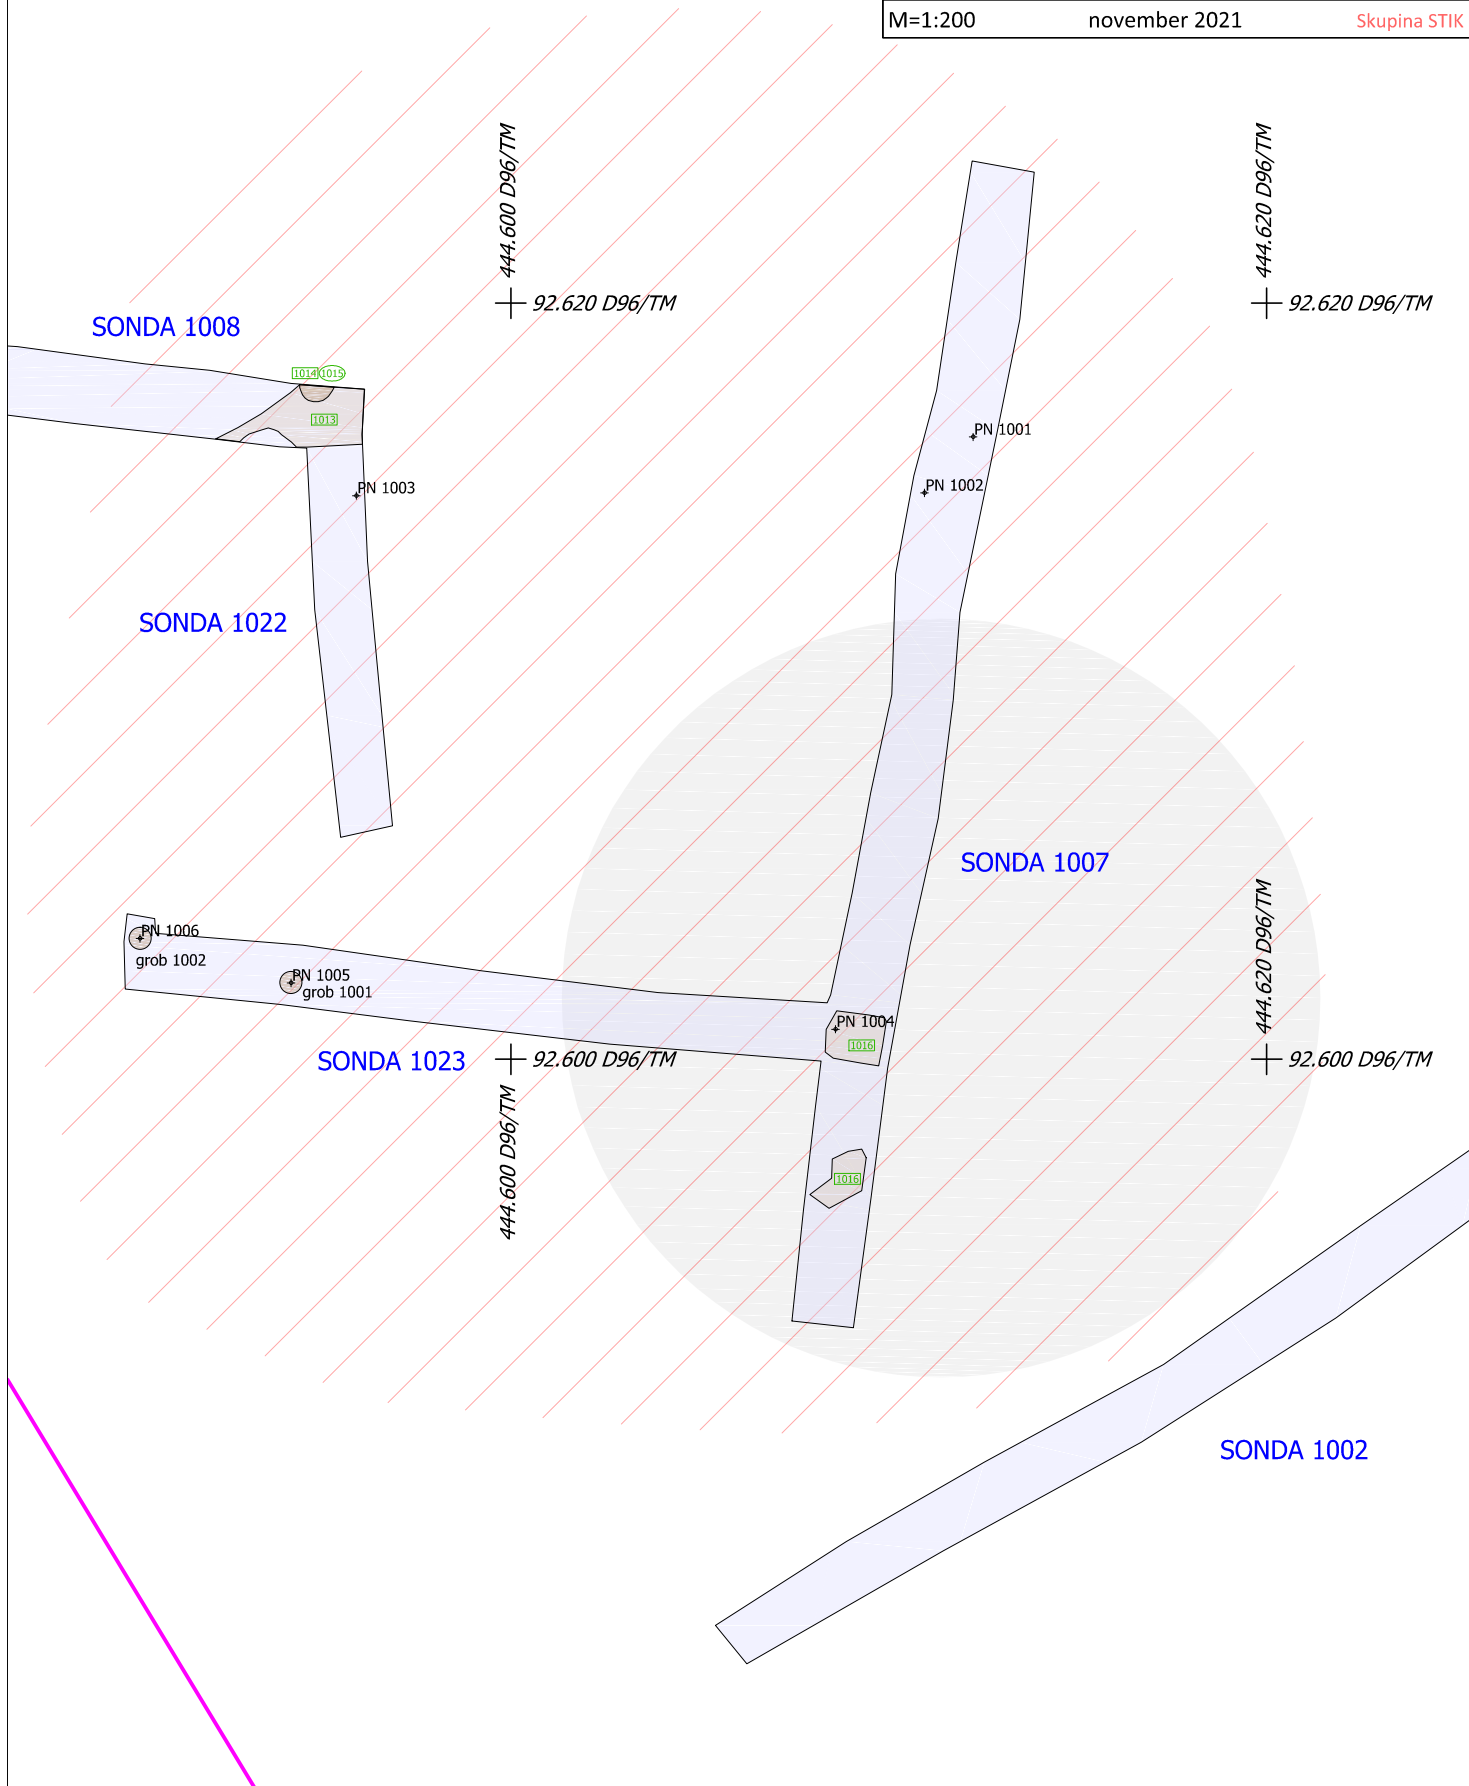 M=1:200 november 2021 Skupina STIK
444.600 D96/TM
444.620 D96/TM
92.620 D96/TM
92.620 D96/TM
SONDA 1008
1014 1015
1013
PN 1001
PN 1003
PN 1002
SONDA 1022
SONDA 1007
444.620 D96/TM
PN 1006
grob 1002
PN 1005
grob 1001
PN 1004
1016
SONDA 1023
92.600 D96/TM
92.600 D96/TM
444.600 D96/TM
1016
SONDA 1002